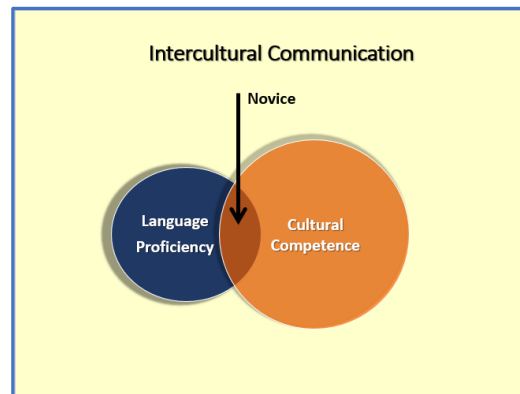 Intercultural Communication
Novice
Language
Proficiency
Cultural
Competence